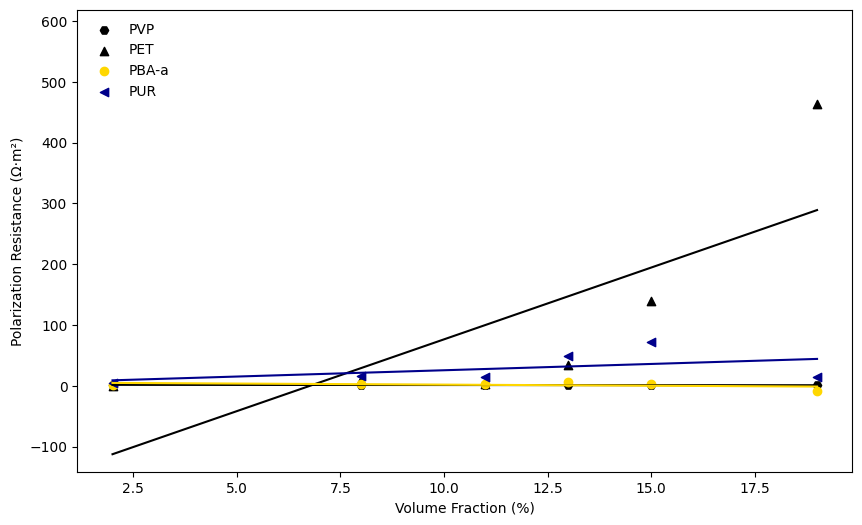 600
500
400
300
200
100
0
−100
Polarization Resistance (Ω·m²)
PVP
PET
PBA-a
PUR
2.5 5.0 7.5 10.0 12.5 15.0 17.5
Volume Fraction (%)